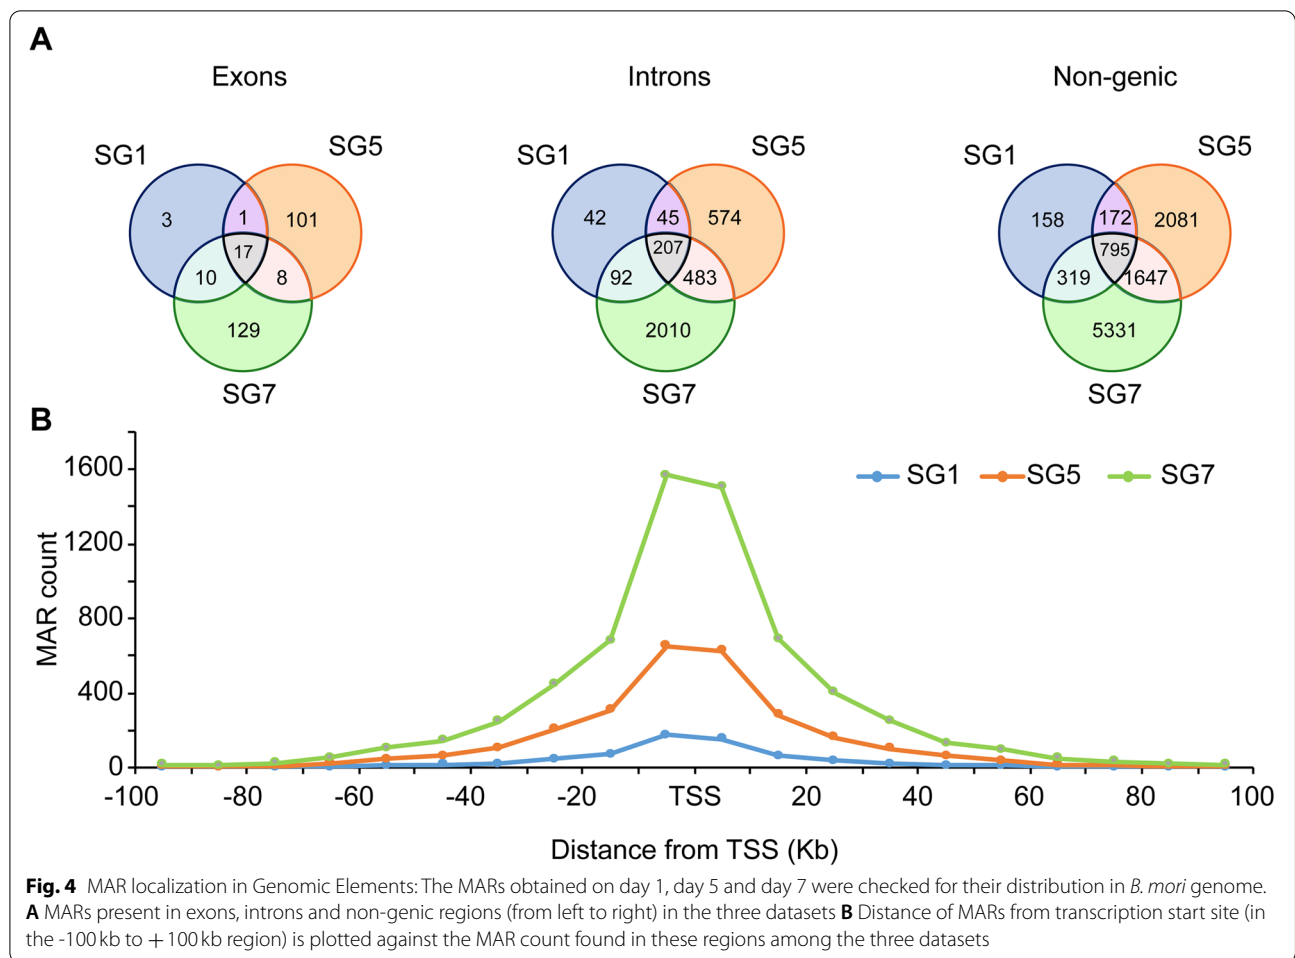 A
Exons
Introns
Non-genic
SG1
SG5
SG1
SG5
SG1
SG5
3
1
101
17
10
8
129
SG7
42
45
574
207
92
483
2010
SG7
158
172
2081
795
319
1647
5331
SG7
B
MAR count
1600
1200
800
400
0
SG1
SG5
SG7
-100
-80
-60
-40
-20
TSS
20
40
60
80
100
Distance from TSS (Kb)
Fig. 4 MAR localization in Genomic Elements: The MARs obtained on day 1, day 5 and day 7 were checked for their distribution in B. mori genome.
A MARs present in exons, introns and non-genic regions (from left to right) in the three datasets B Distance of MARs from transcription start site (in
the -100 kb to + 100 kb region) is plotted against the MAR count found in these regions among the three datasets